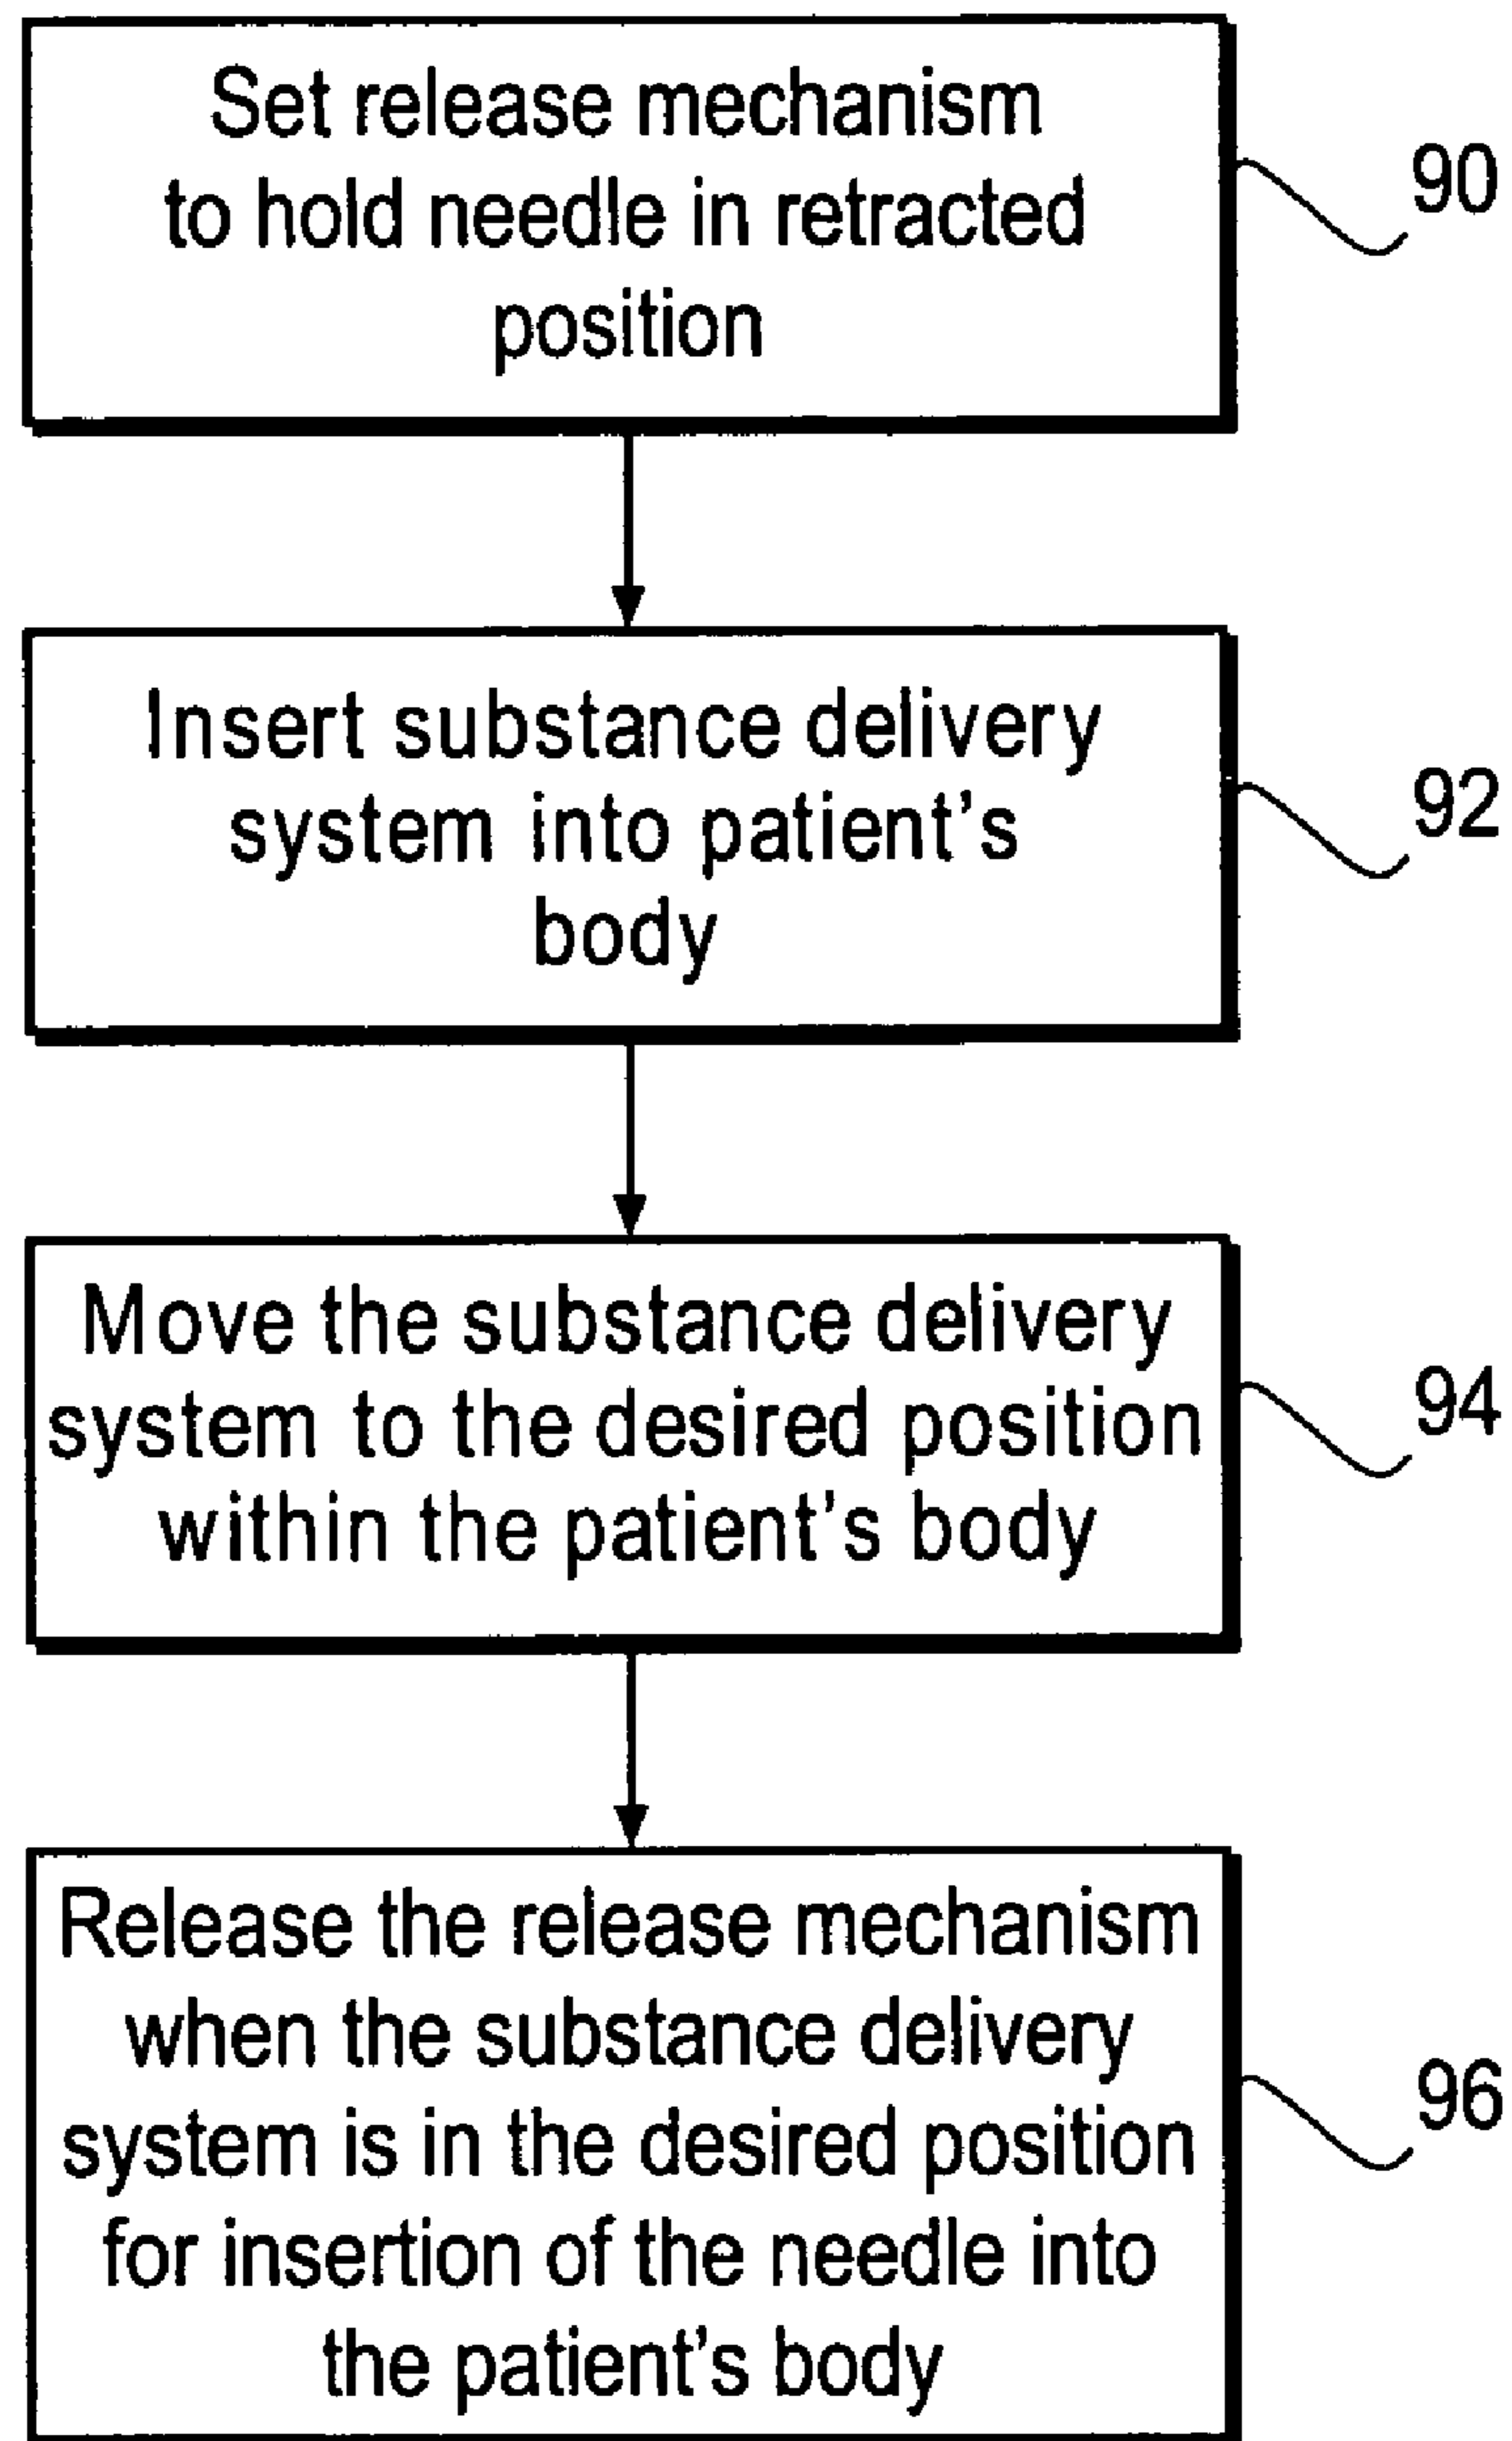 Set release mechanism
to hold needle in retracted
position
90
Insert substance delivery
system into patient's
body
92
Move the substance delivery
system to the desired position
within the patient's body
94
Release the release mechanism
when the substance delivery
system is in the desired position
for insertion of the needle into
the patient's body
96